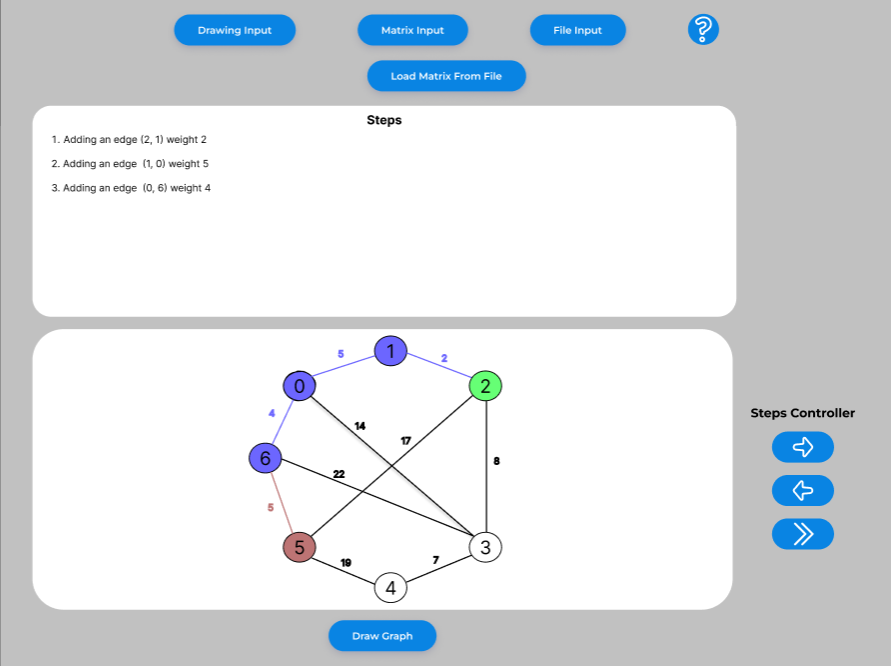 Drawing Input
Matrix Input
File Input
?
Load Matrix From File
Steps
1. Adding an edge (2, 1) weight 2
2. Adding an edge  (1, 0) weight 5
3. Adding an edge  (0, 6) weight 4
1
5
2
0
2
4
14
17
6
22
8
Steps Controller
5
5
3
19
7
4
Draw Graph